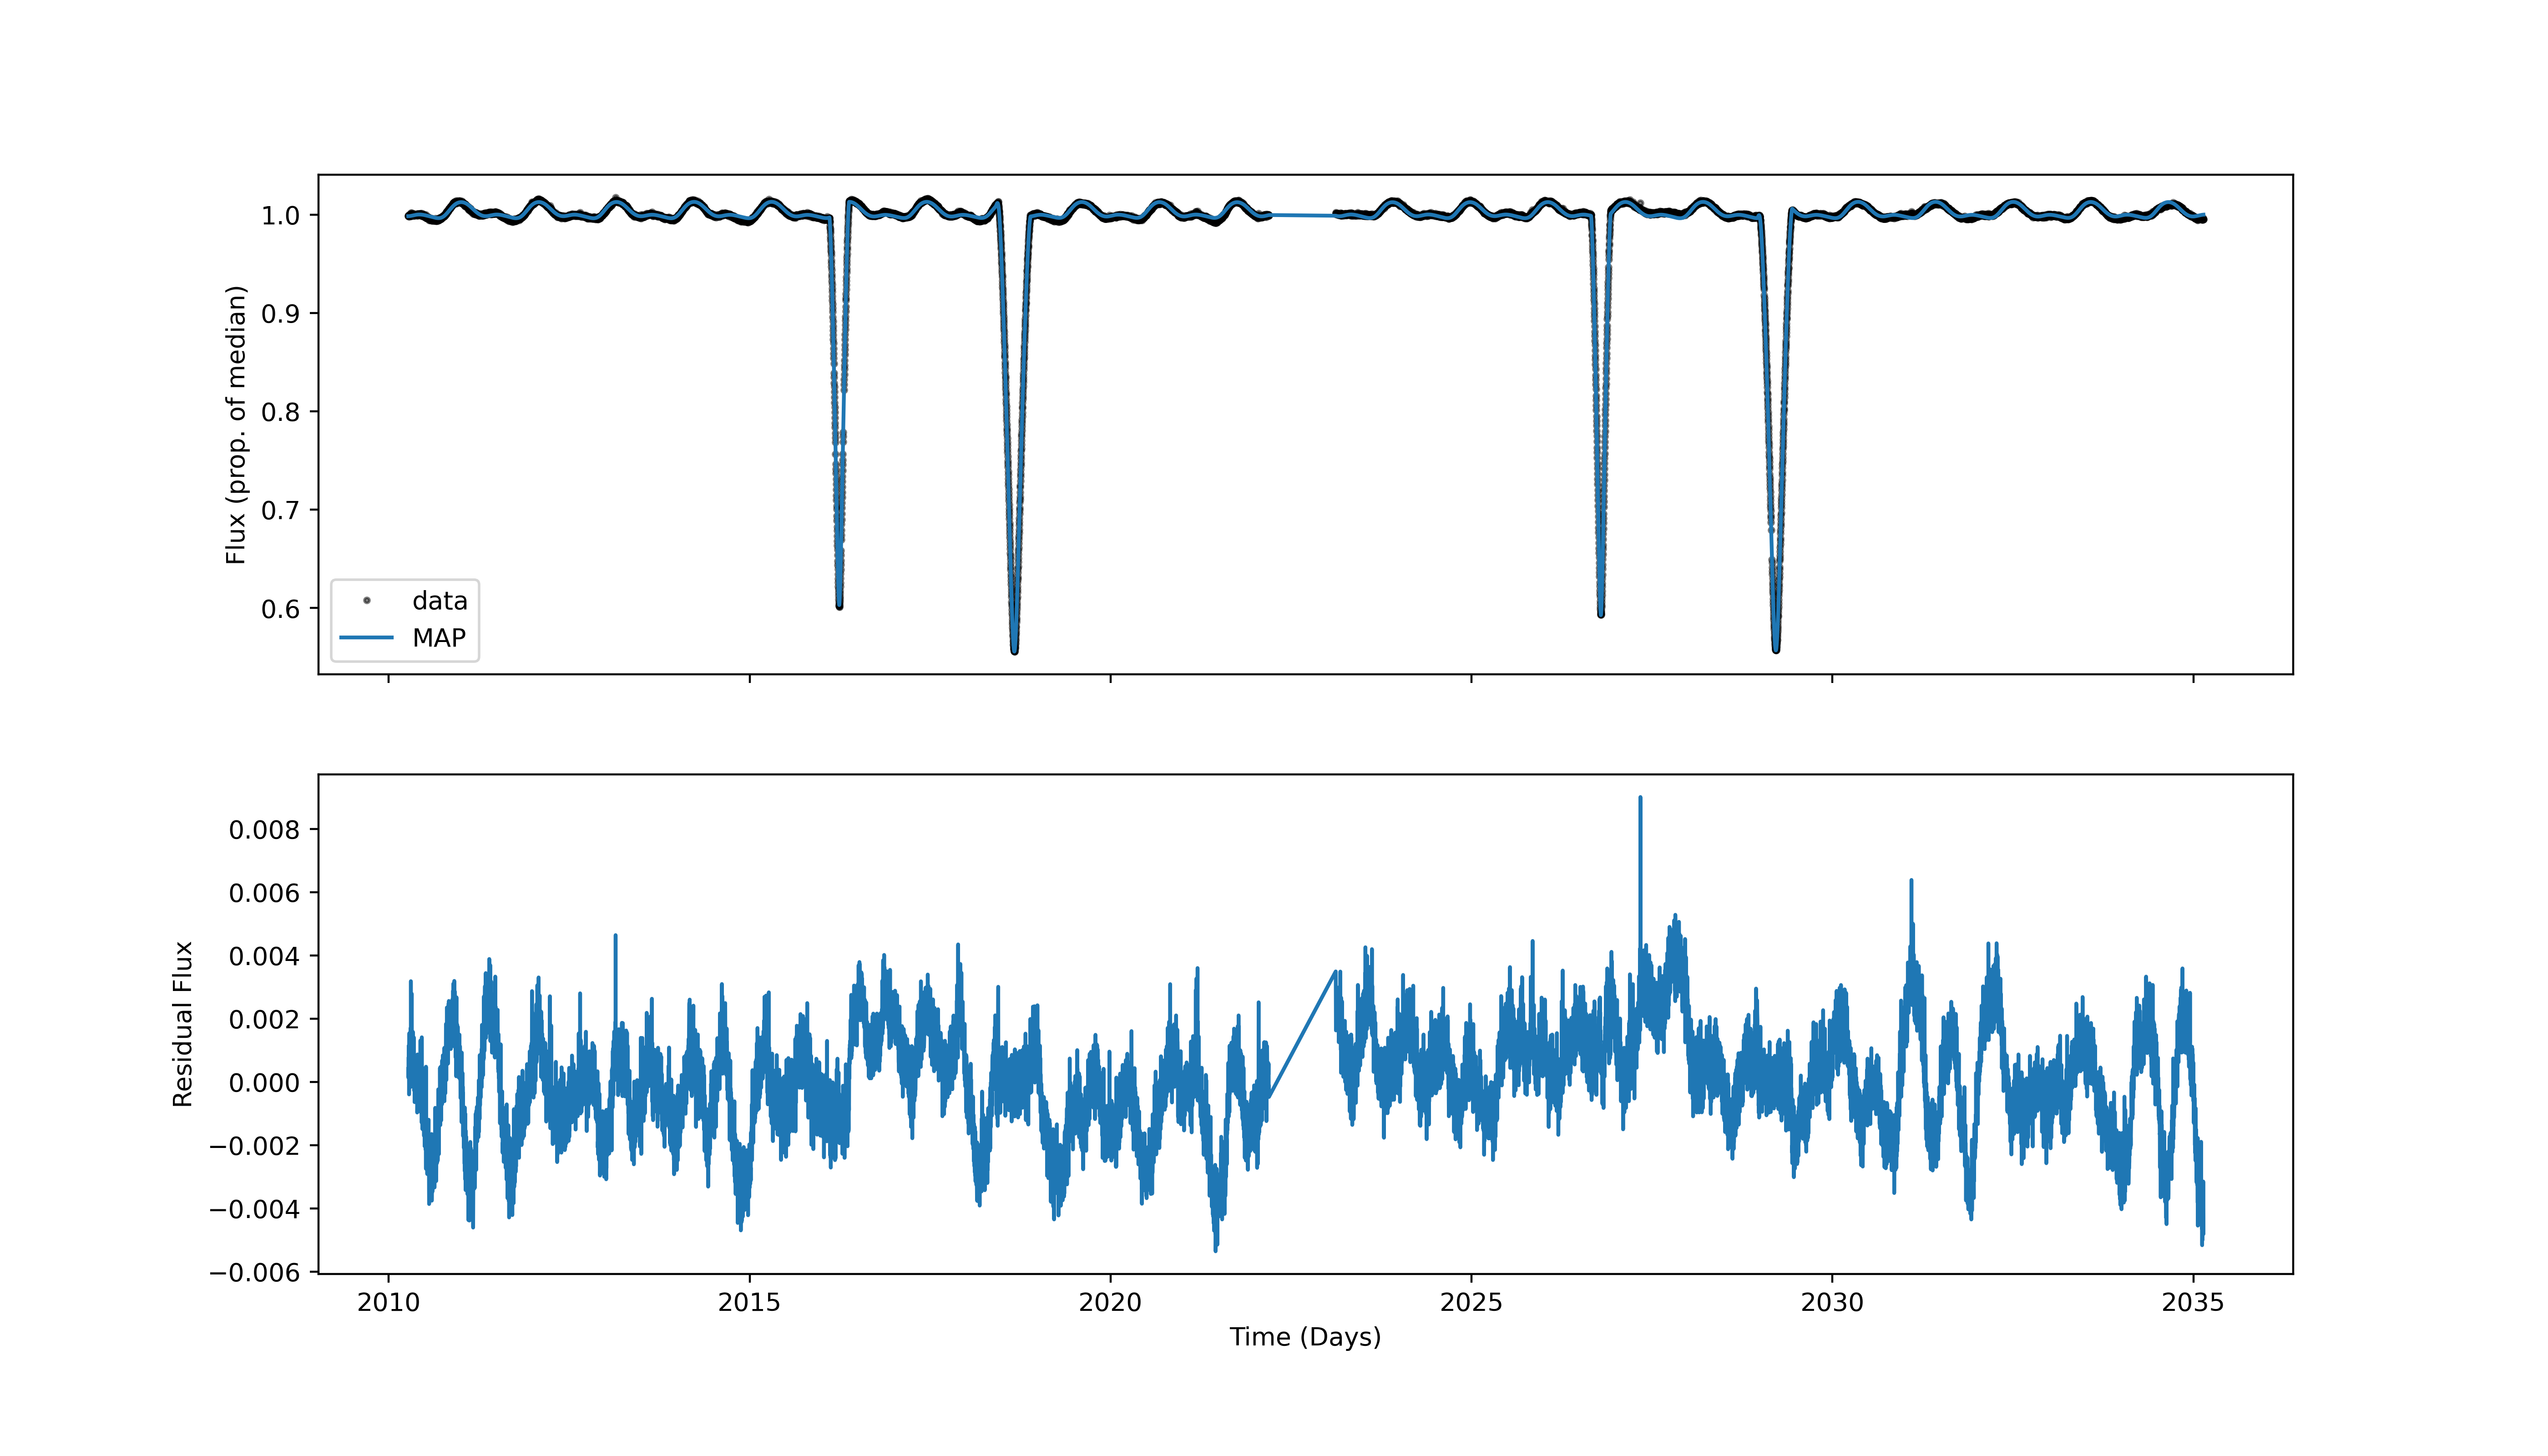 Flux (prop. of median)
1.0
0.9
0.8
0.7
0.6
data
MAP
Residual Flux
0.008
0.006
0.004
0.002
0.000
−0.002
−0.004
−0.006
2010 2015 2020 2025 2030 2035
Time (Days)